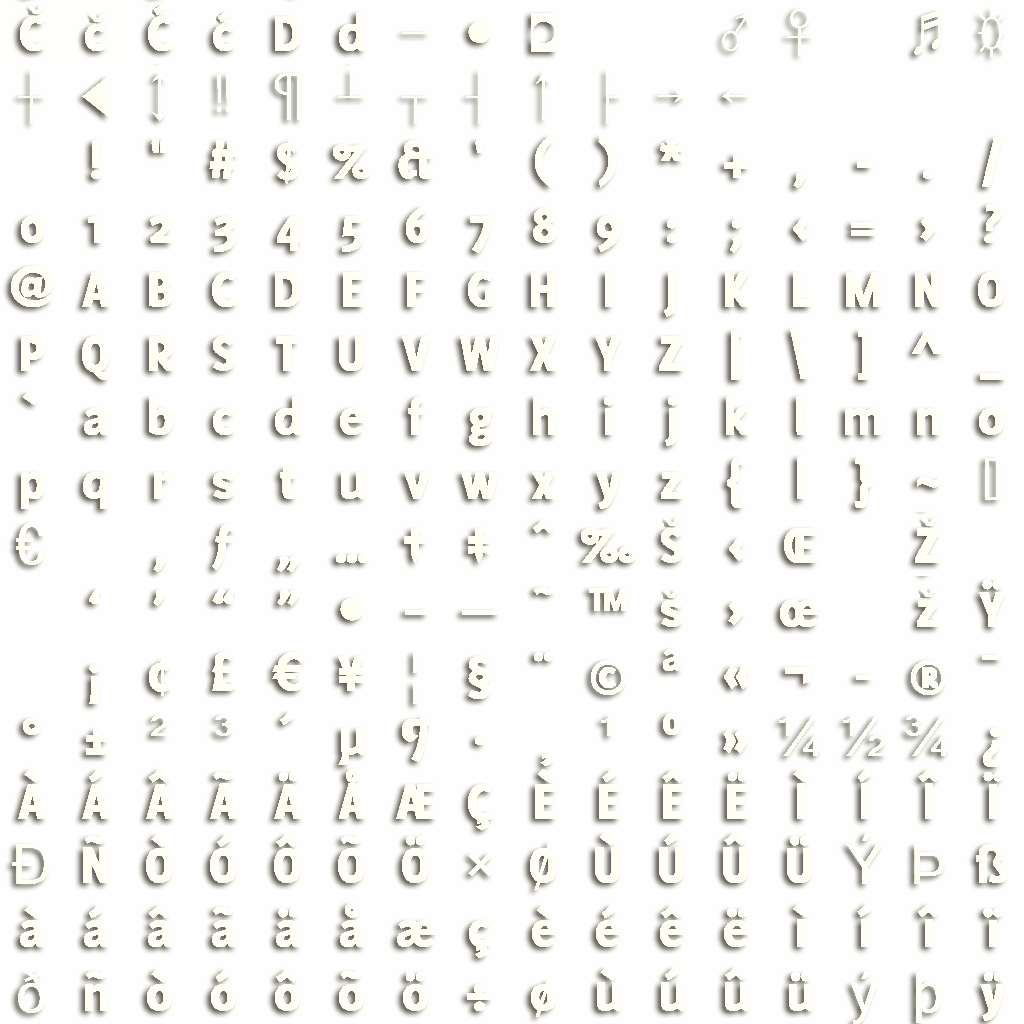 Č č Ć ć D d – • ◘ ♂ ♀ ♬ ☼
┼ ◄ ↕ ‼ ¶ ┴ ┬ ┤ ↑ ├ → ←
! " # $ % & ' ( ) * + , - . /
0 1 2 3 4 5 6 7 8 9 : ; ‹ = › ?
@ A B C D E F G H I J K L M N O
P Q R S T U V W X Y Z | \ ] ^ _
` a b c d e f g h i j k l m n o
p q r s t u v w x y z { | } ~ ▯
€ ‚ ƒ „ … † ‡ ˆ ‰ Š ‹ Œ Ž
‘ ’ “ ” • – — ˜ ™ š › œ ž Ÿ
¡ ¢ £ € ¥ ¦ § ¨ © ª « ¬ - ® ¯
° ± ² ³ ´ µ ¶ · ¸ ¹ º » ¼ ½ ¾ ¿
À Á Â Ã Ä Å Æ Ç È É Ê Ë Ì Í Î Ï
Ð Ñ Ò Ó Ô Õ Ö × Ø Ù Ú Û Ü Ý Þ ß
à á â ã ä å æ ç è é ê ë ì í î ï
ð ñ ò ó ô õ ö ÷ ø ù ú û ü ý þ ÿ